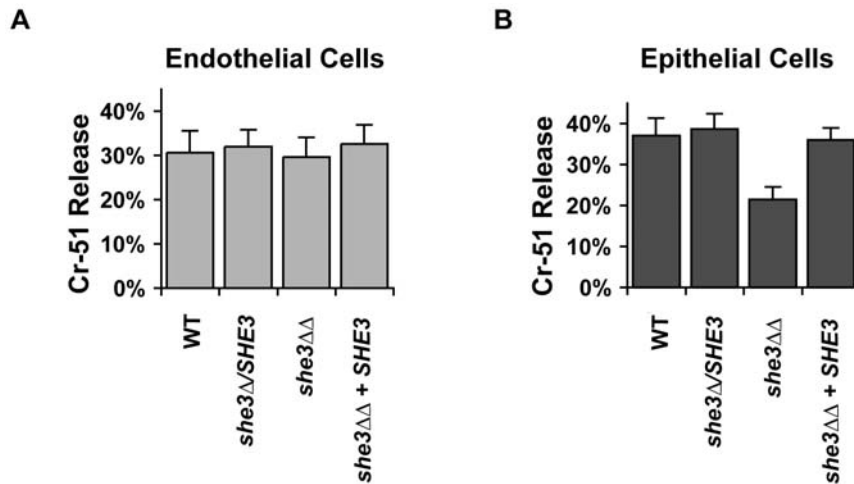 A
Endothelial Cells
Cr-51 Release
40%
30%
20%
10%
0%
WT
she3Δ/SHE3
she3ΔΔ
she3ΔΔ + SHE3
B
Epithelial Cells
Cr-51 Release
40%
30%
20%
10%
0%
WT
she3Δ/SHE3
she3ΔΔ
she3ΔΔ + SHE3